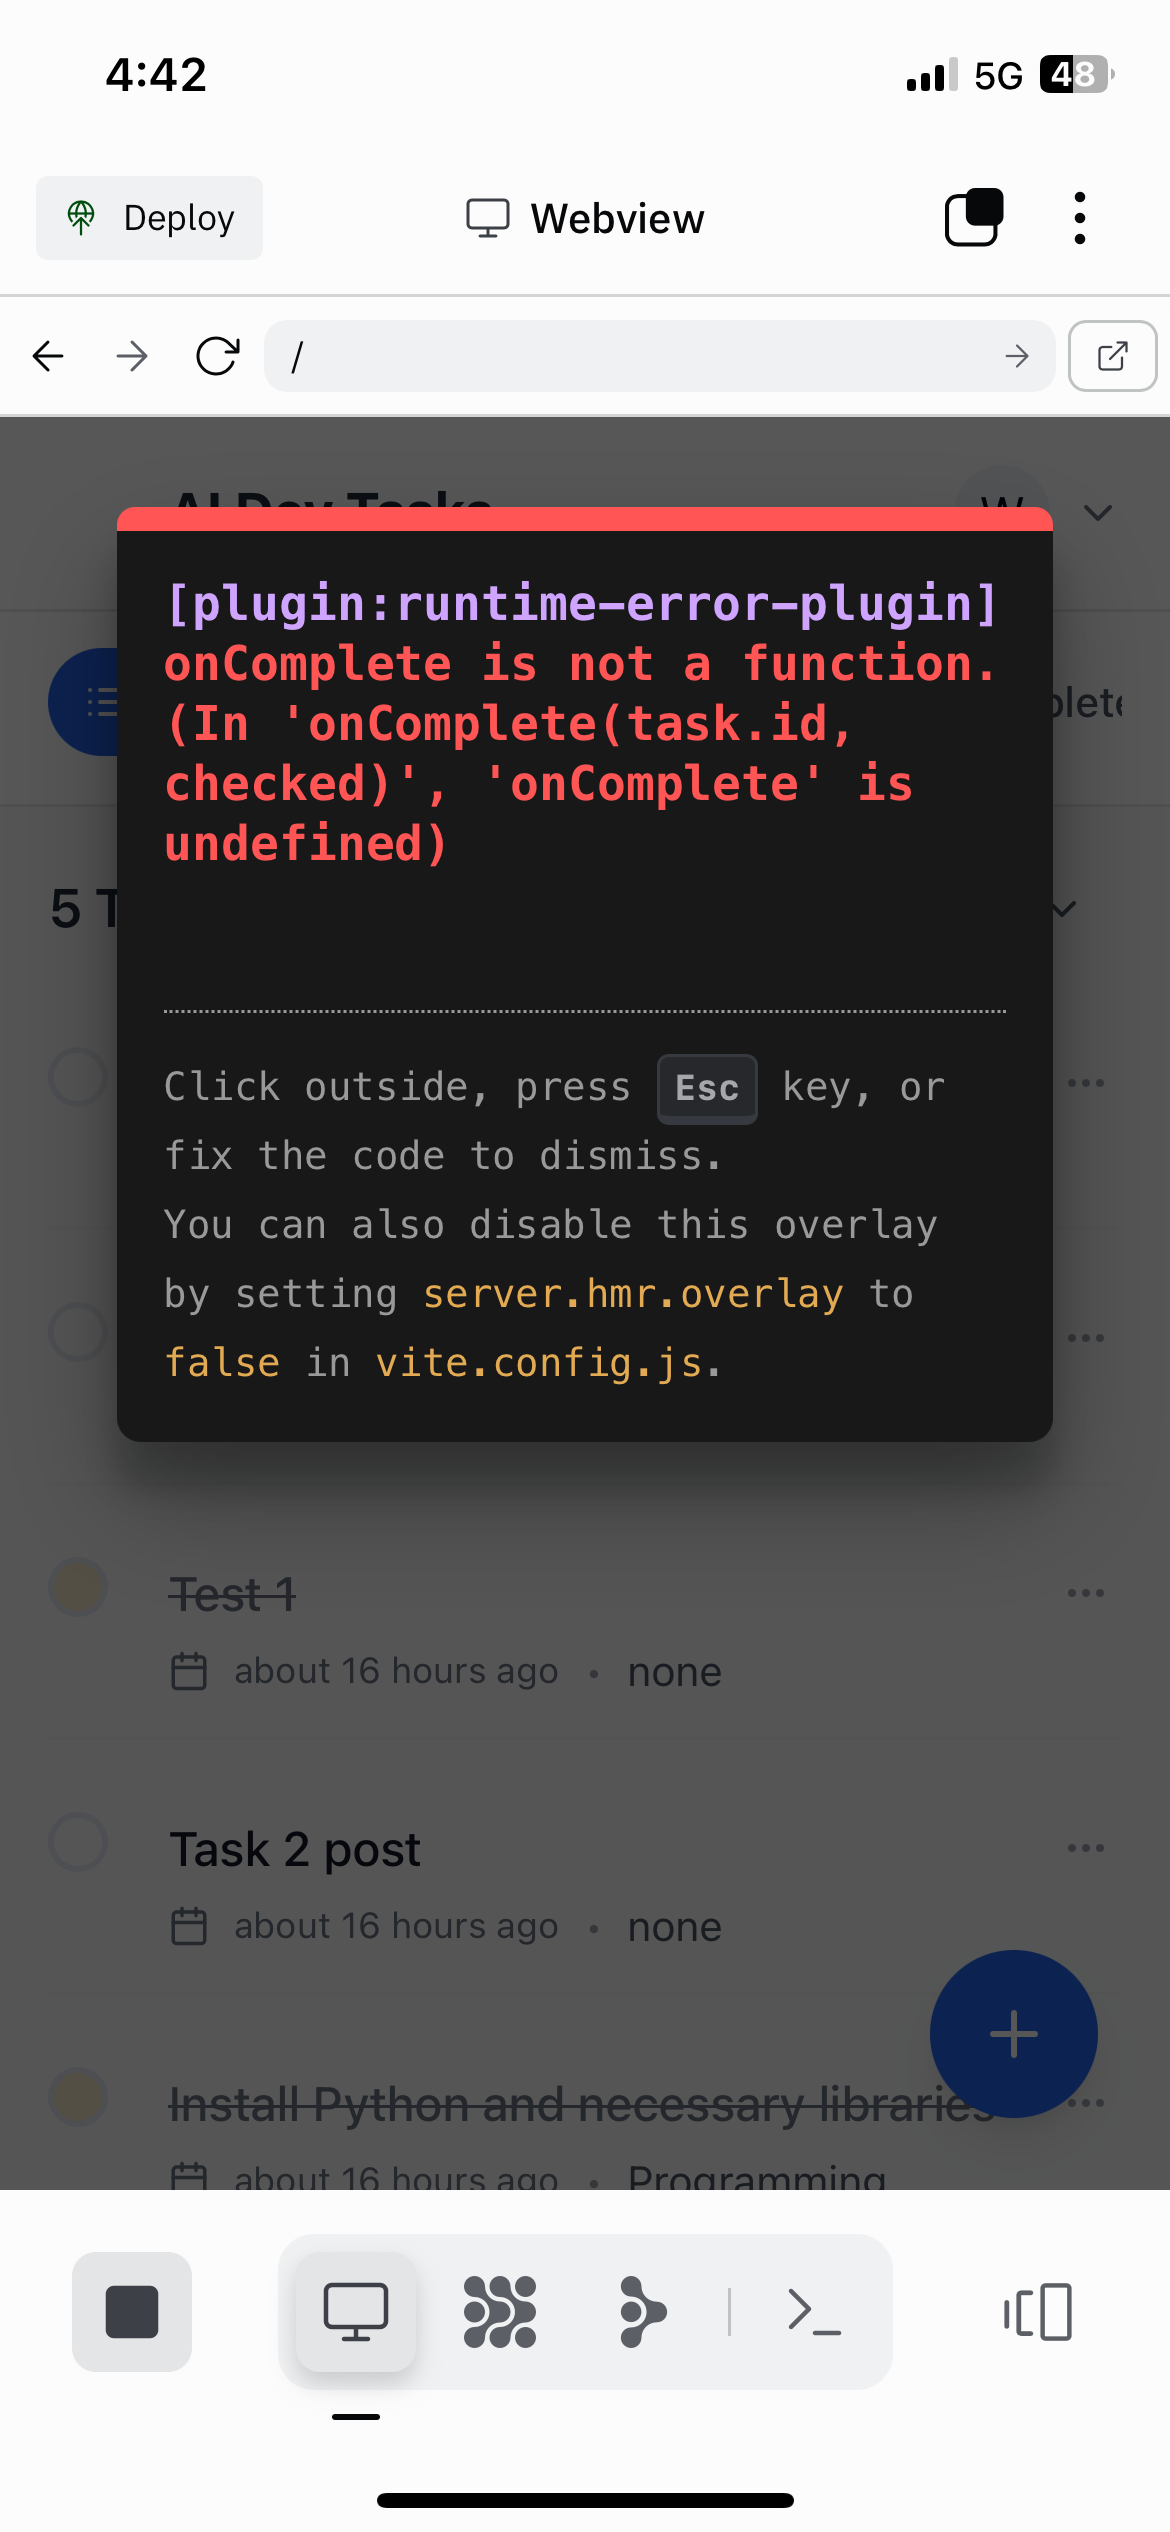 4:42
5G
48
Deploy
Webview
/
AI Dev Tasks
W
[plugin:runtime-error-plugin]
onComplete is not a function.
(In 'onComplete(task.id,
checked)', 'onComplete' is
undefined)
5 T
Click outside, press Esc key, or
fix the code to dismiss.
You can also disable this overlay
by setting server.hmr.overlay to
false in vite.config.js.
Test 1
about 16 hours ago • none
Task 2 post
about 16 hours ago • none
Install Python and necessary libraries
about 16 hours ago • Programming